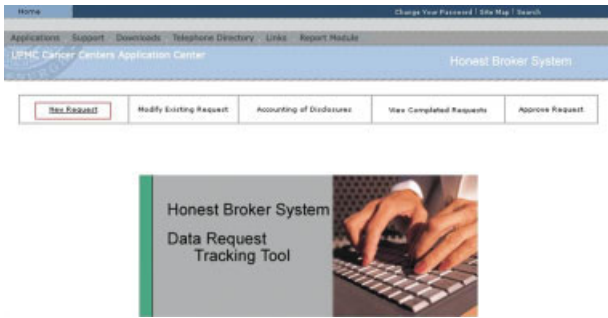 Home
Change Your Password | Site Map | Search
Applications Support Downloads Telephone Directory Links Report Module
UPMC Cancer Centers Application Center
Honest Broker System
New Request
Modify Existing Request
Accounting of Disclosures
View Completed Requests
Approve Request
Honest Broker System
Data Request
Tracking Tool